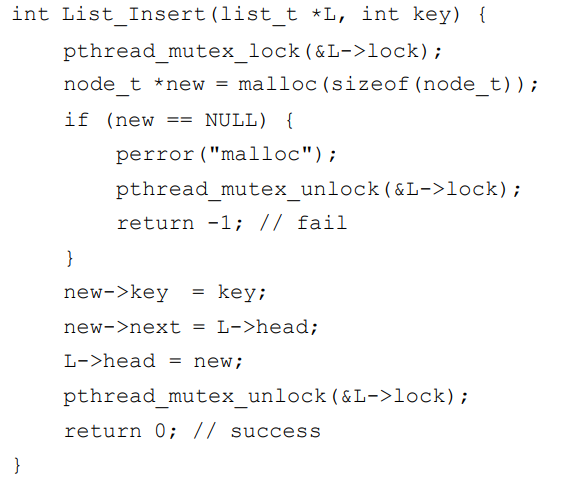 int List_Insert(list_t *L, int key) {
    pthread_mutex_lock(&L->lock);
    node_t *new = malloc(sizeof(node_t));
    if (new == NULL) {
        perror("malloc");
        pthread_mutex_unlock(&L->lock);
        return -1; // fail
    }
    new->key  = key;
    new->next = L->head;
    L->head = new;
    pthread_mutex_unlock(&L->lock);
    return 0; // success
}